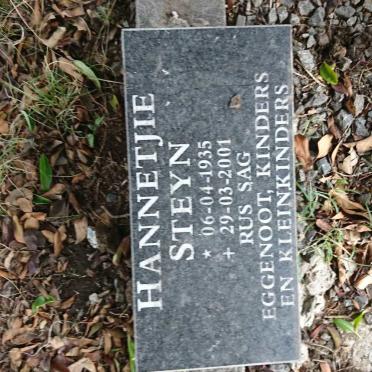 HANNETJIE
STEYN
* 06-04-1935
+ 29-03-2001
RUS SAG
EGGENOOT, KINDERS
EN KLEINKINDERS